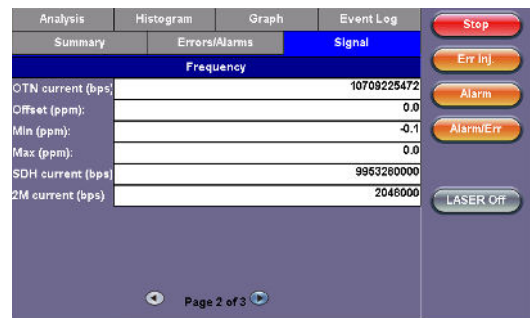 Analysis Histogram Graph Event Log
Stop
Summary Errors/Alarms Signal
Err Inj.
Frequency
OTN current (bps) 10709225472
Alarm
Offset (ppm): 0.0
Min (ppm): -0.1
Alarm/Err
Max (ppm): 0.0
SDH current (bps) 9953280000
2M current (bps) 2048000
LASER Off
Page 2 of 3